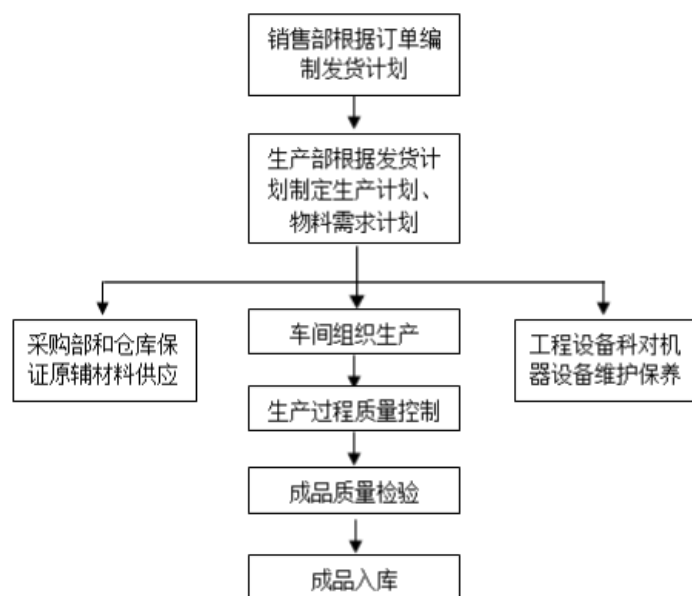 销售部根据订单编
制发货计划
生产部根据发货计
划制定生产计划、
物料需求计划
采购部和仓库保
证原辅材料供应
车间组织生产
工程设备科对机
器设备维护保养
生产过程质量控制
成品质量检验
成品入库